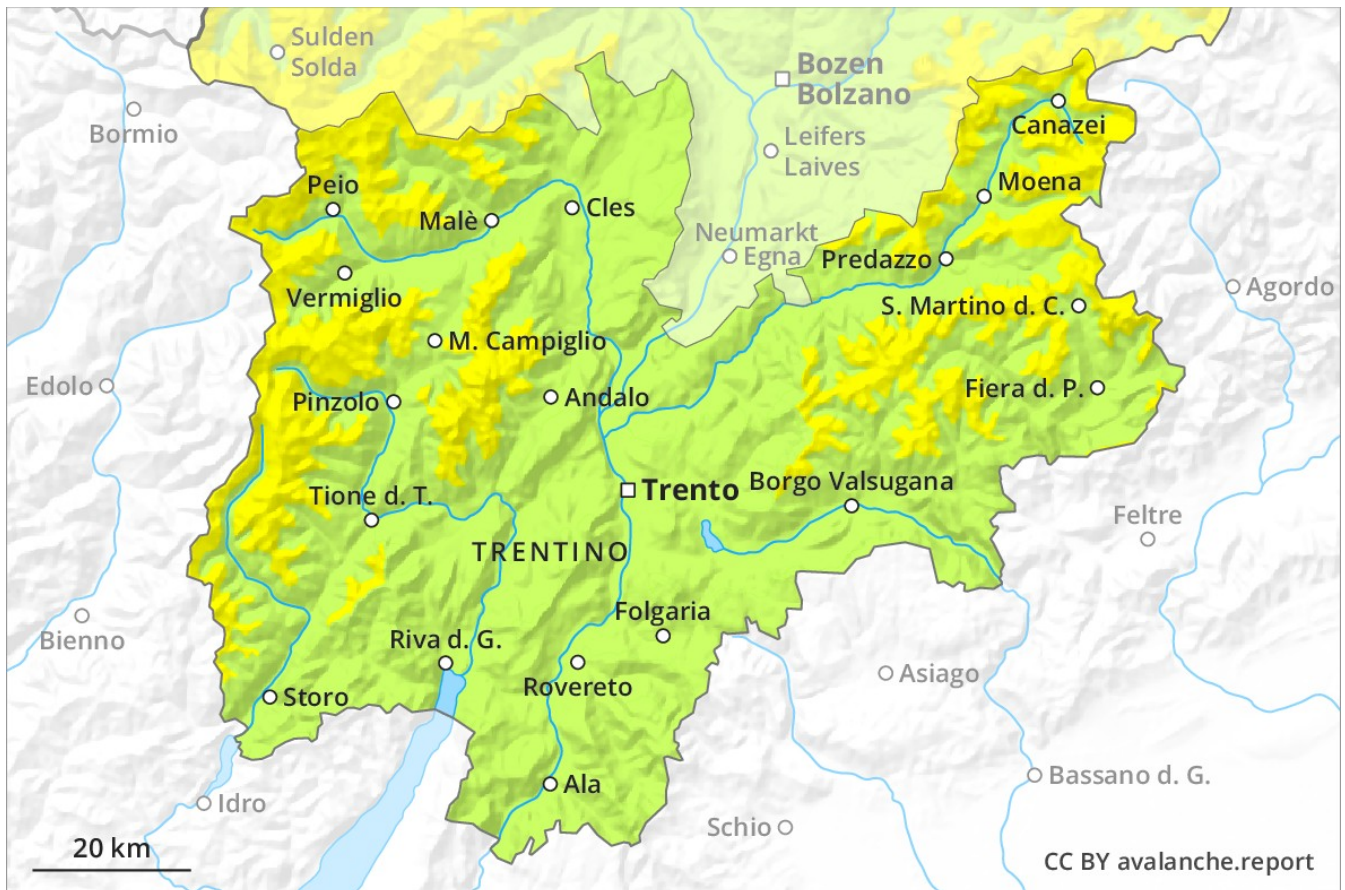 Sulden
Solda
Bozen
Bolzano
Bormio
Canazei
Leifers
Laives
Peio
Moena
Malè
Cles
Neumarkt
Egna
Predazzo
Vermiglio
Agordo
S. Martino d. C.
M. Campiglio
Edolo
Andalo
Fiera d. P.
Pinzolo
Trento
Borgo Valsugana
Tione d. T.
Feltre
TRENTINO
Folgaria
Bienno
Riva d. G.
Asiago
Rovereto
Storo
Bassano d. G.
Ala
Idro
Schio
20 km
CC BY avalanche.report